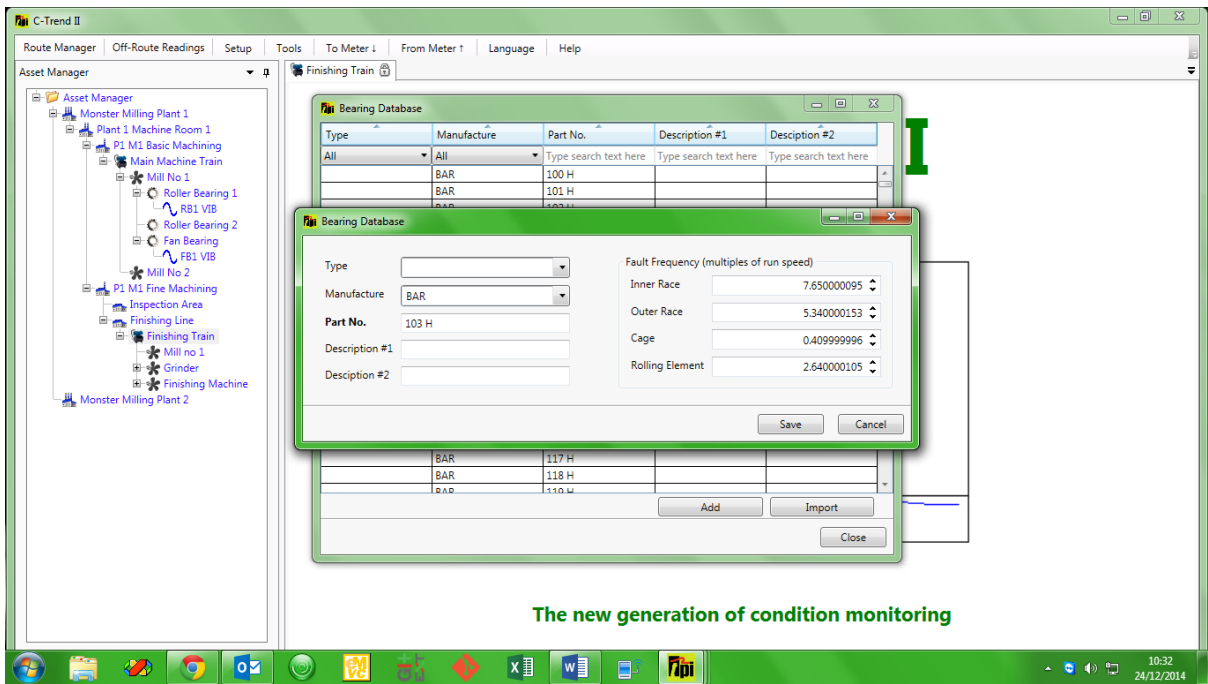 C-Trend II
Route Manager Off-Route Readings Setup Tools To Meter ↓ From Meter ↑ Language Help
Asset Manager
Finishing Train
Asset Manager
Monster Milling Plant 1
Plant 1 Machine Room 1
P1 M1 Basic Machining
Main Machine Train
Mill No 1
Roller Bearing 1
RB1 VIB
Roller Bearing 2
Fan Bearing
FB1 VIB
Mill No 2
P1 M1 Fine Machining
Inspection Area
Finishing Line
Finishing Train
Mill no 1
Grinder
Finishing Machine
Monster Milling Plant 2
I
Bearing Database
Type Manufacture Part No. Description #1 Desciption #2
All All Type search text here Type search text here Type search text here
BAR 100 H
BAR 101 H
BAR 102 H
Bearing Database
Type
Manufacture BAR
Part No. 103 H
Description #1
Desciption #2
Fault Frequency (multiples of run speed)
Inner Race 7.650000095
Outer Race 5.340000153
Cage 0.409999996
Rolling Element 2.640000105
Save Cancel
BAR 117 H
BAR 118 H
BAR 119 H
Add Import
Close
The new generation of condition monitoring
10:32
24/12/2014